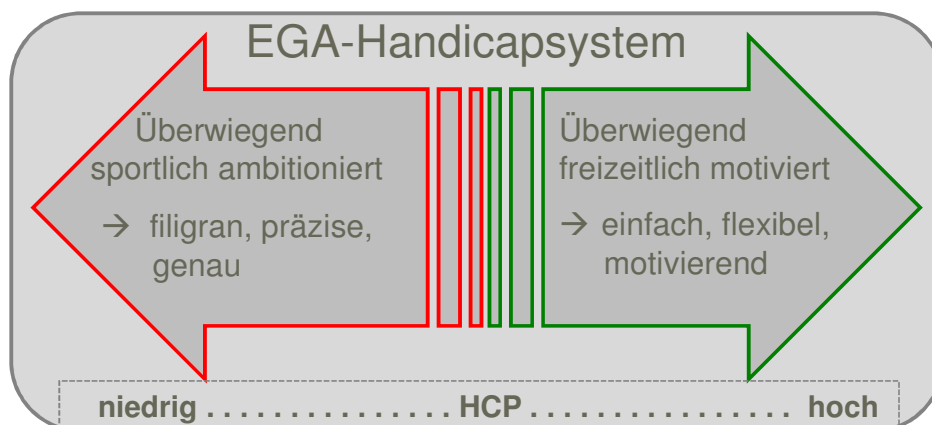 EGA-Handicapsystem
Überwiegend
sportlich ambitioniert
→ filigran, präzise,
genau
Überwiegend
freizeitlich motiviert
→ einfach, flexibel,
motivierend
niedrig . . . . . . . . . . . . . . . HCP . . . . . . . . . . . . . . . . hoch